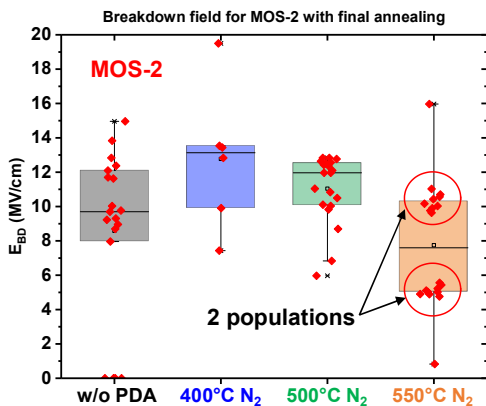 Breakdown field for MOS-2 with final annealing
MOS-2
E_BD (MV/cm)
20
18
16
14
12
10
8
6
4
2
0
2 populations
w/o PDA 400°C N₂ 500°C N₂ 550°C N₂